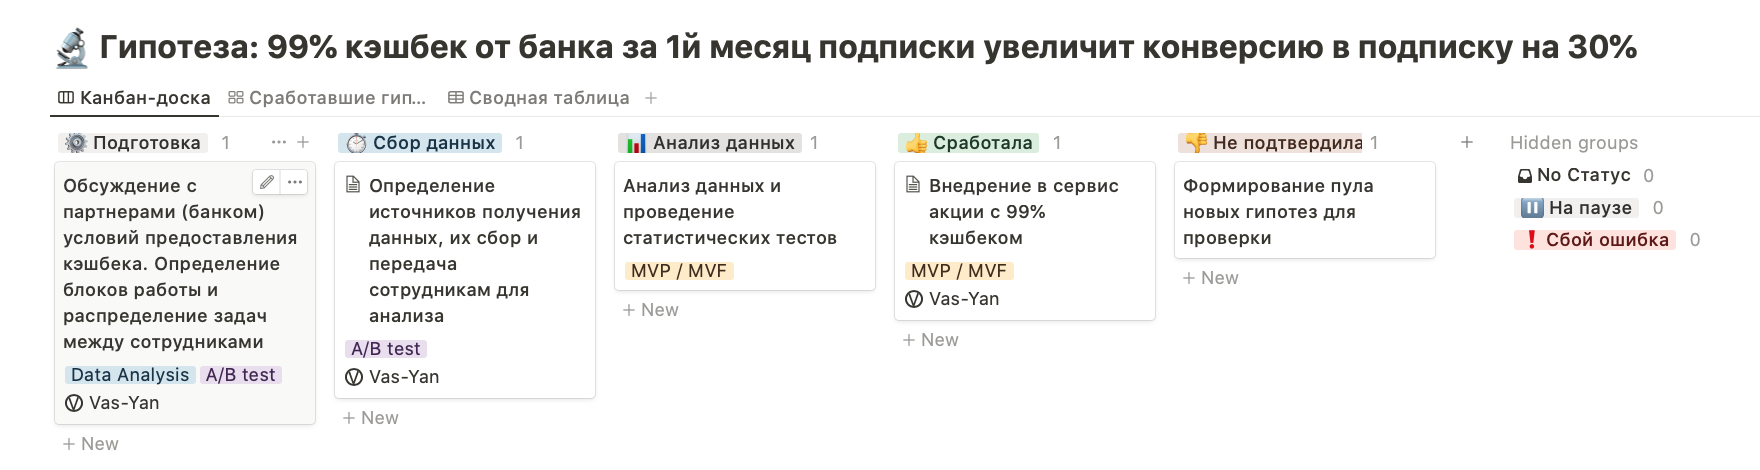 Гипотеза: 99% кэшбек от банка за 1й месяц подписки увеличит конверсию в подписку на 30%
Канбан-доска
Сработавшие гип...
Сводная таблица
Подготовка 1
Обсуждение с
партнерами (банком)
условий предоставления
кэшбека. Определение
блоков работы и
распределение задач
между сотрудниками
Data Analysis A/B test
Vas-Yan
+ New
Сбор данных 1
Определение
источников получения
данных, их сбор и
передача
сотрудникам для
анализа
A/B test
Vas-Yan
+ New
Анализ данных 1
Анализ данных и
проведение
статистических тестов
MVP / MVF
+ New
Сработала 1
Внедрение в сервис
акции с 99%
кэшбеком
MVP / MVF
Vas-Yan
+ New
Не подтвердила 1
Формирование пула
новых гипотез для
проверки
+ New
Hidden groups
No Статус 0
На паузе 0
Сбой ошибка 0